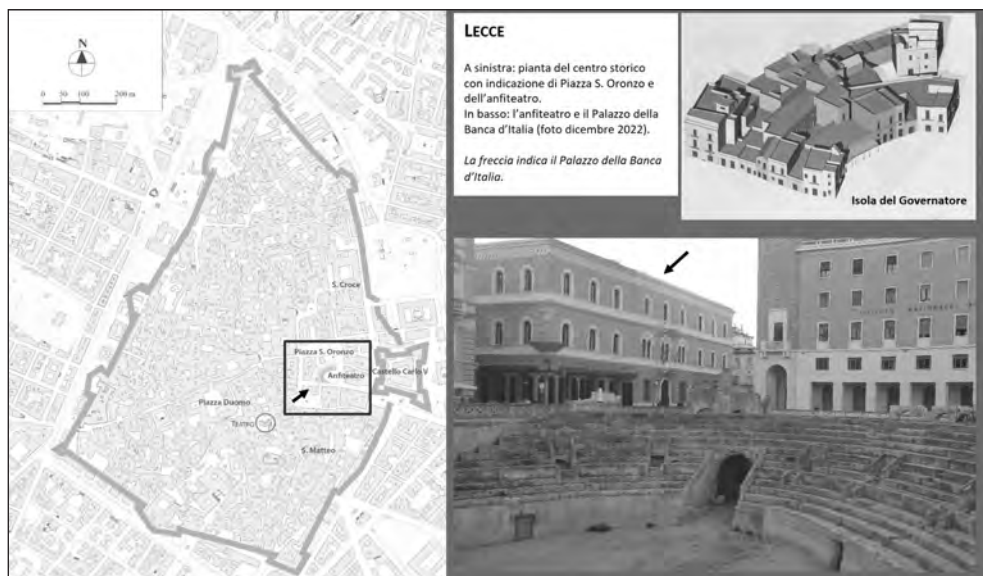 N
0 50 100 200 m
S. Croce
Piazza S. Oronzo
Anfiteatro
Castello Carlo V
Piazza Duomo
TEATRO
S. Matteo
LECCE
A sinistra: pianta del centro storico
con indicazione di Piazza S. Oronzo e
dell’anfiteatro.
In basso: l’anfiteatro e il Palazzo della
Banca d’Italia (foto dicembre 2022).
La freccia indica il Palazzo della Banca
d’Italia.
Isola del Governatore